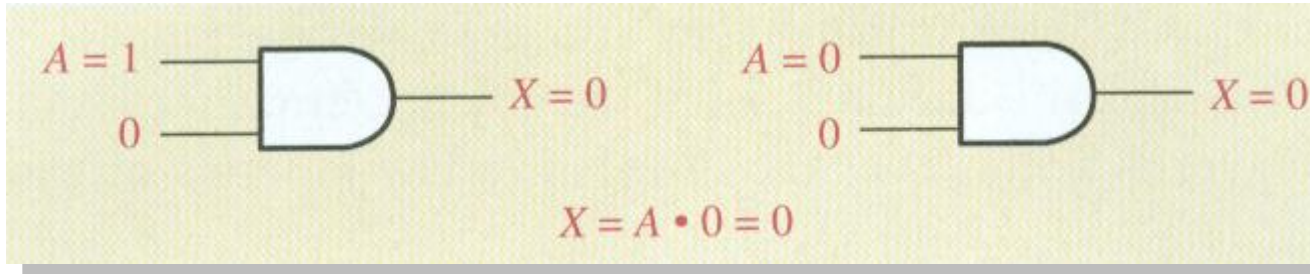 A = 1
0
X = 0
A = 0
0
X = 0
X = A • 0 = 0